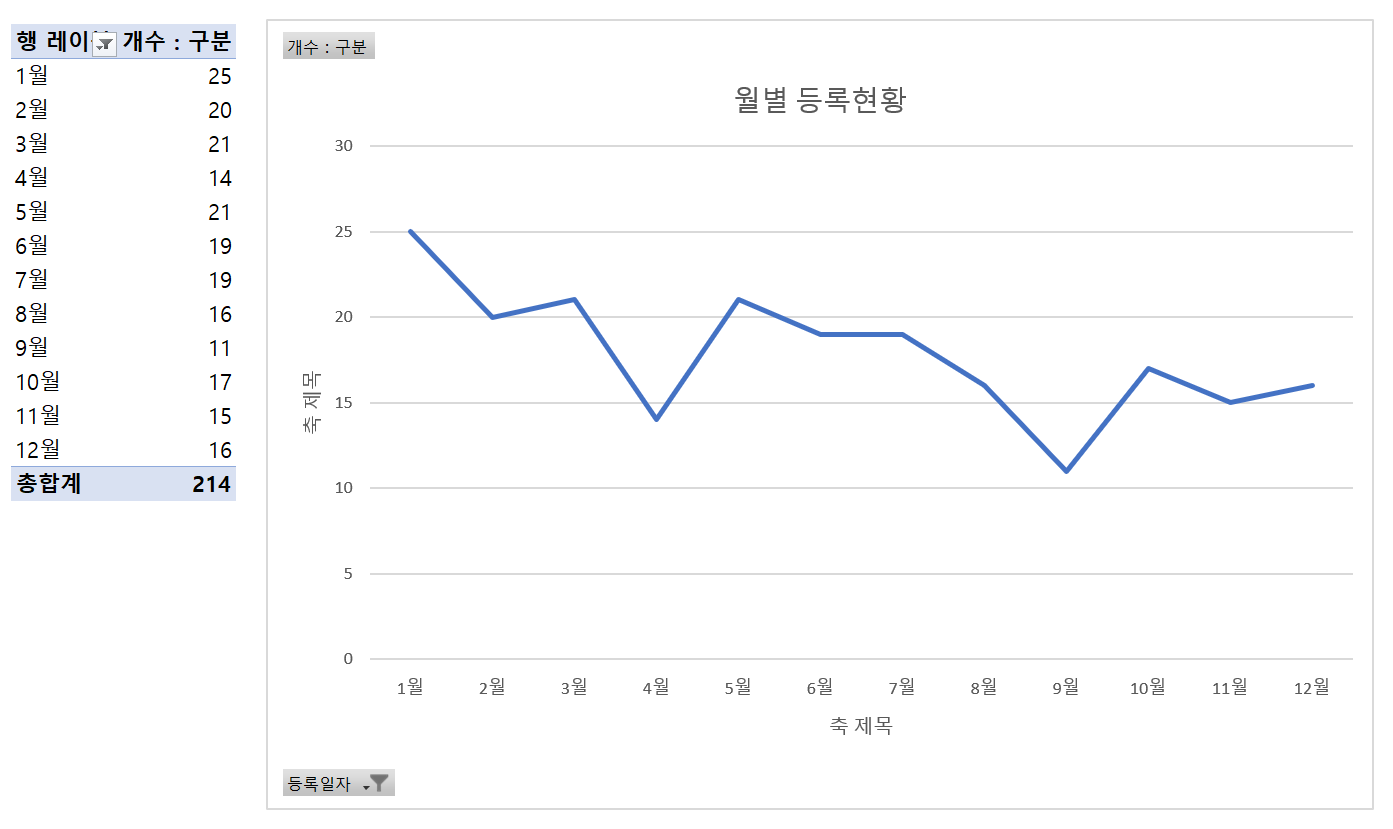 행 레이 개수 : 구분
1월 25
2월 20
3월 21
4월 14
5월 21
6월 19
7월 19
8월 16
9월 11
10월 17
11월 15
12월 16
총합계 214
개수 : 구분
월별 등록현황
30
25
20
15
10
5
0
축 제목
1월 2월 3월 4월 5월 6월 7월 8월 9월 10월 11월 12월
축 제목
등록일자